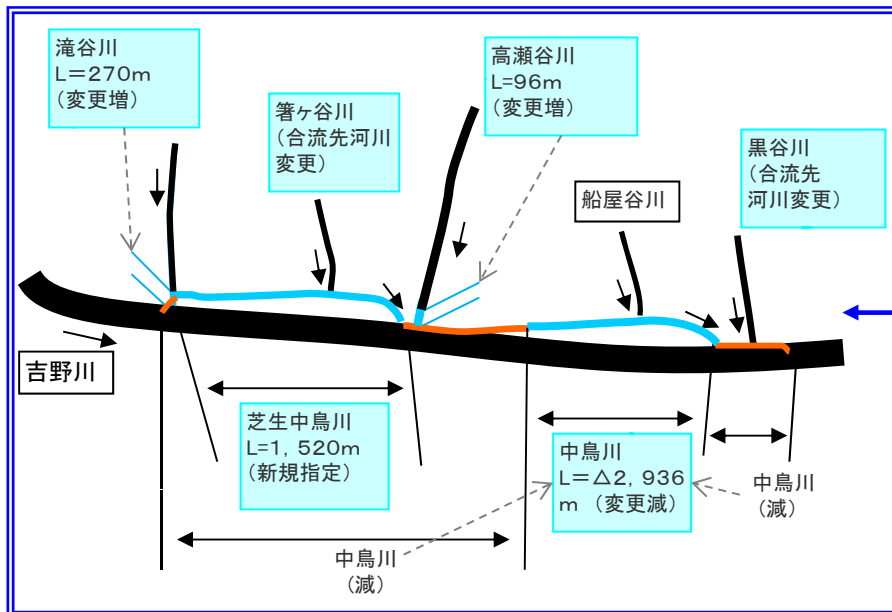 滝谷川
L=270m
（変更増）
箸ヶ谷川
（合流先河川
変更）
高瀬谷川
L=96m
（変更増）
船屋谷川
黒谷川
（合流先
河川変更）
吉野川
芝生中鳥川
L=1，520m
（新規指定）
中鳥川
L＝△2，936
m （変更減）
中鳥川
（減）
中鳥川
（減）